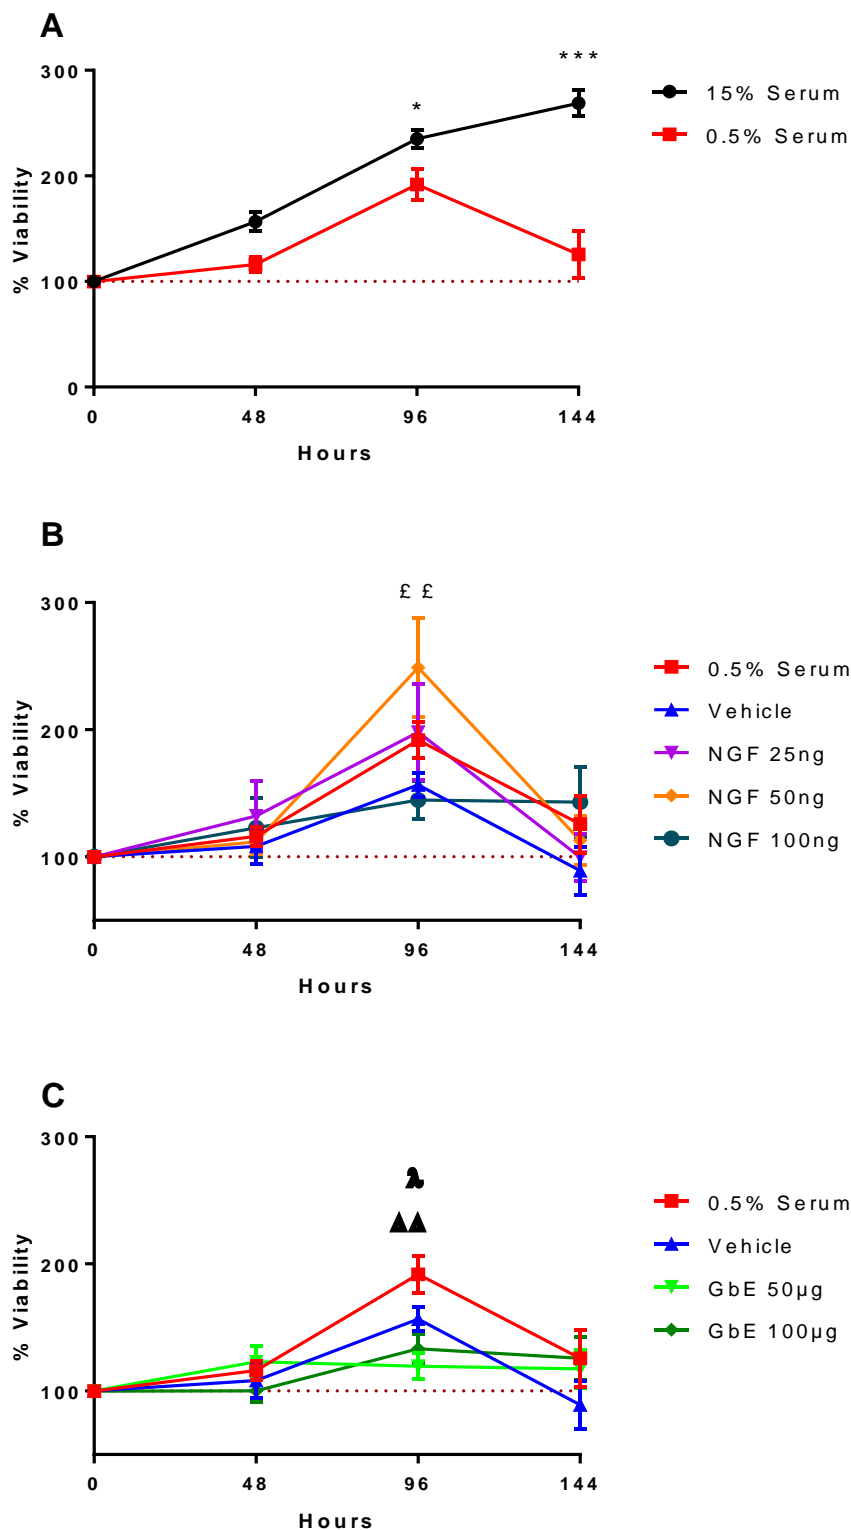 A
300
200
100
0
% Viability
0 48 96 144
Hours
*
***
15% Serum
0.5% Serum
B
300
200
100
% Viability
0 48 96 144
Hours
£ £
0.5% Serum
Vehicle
NGF 25ng
NGF 50ng
NGF 100ng
C
300
200
100
% Viability
0 48 96 144
Hours
▲▲
0.5% Serum
Vehicle
GbE 50µg
GbE 100µg